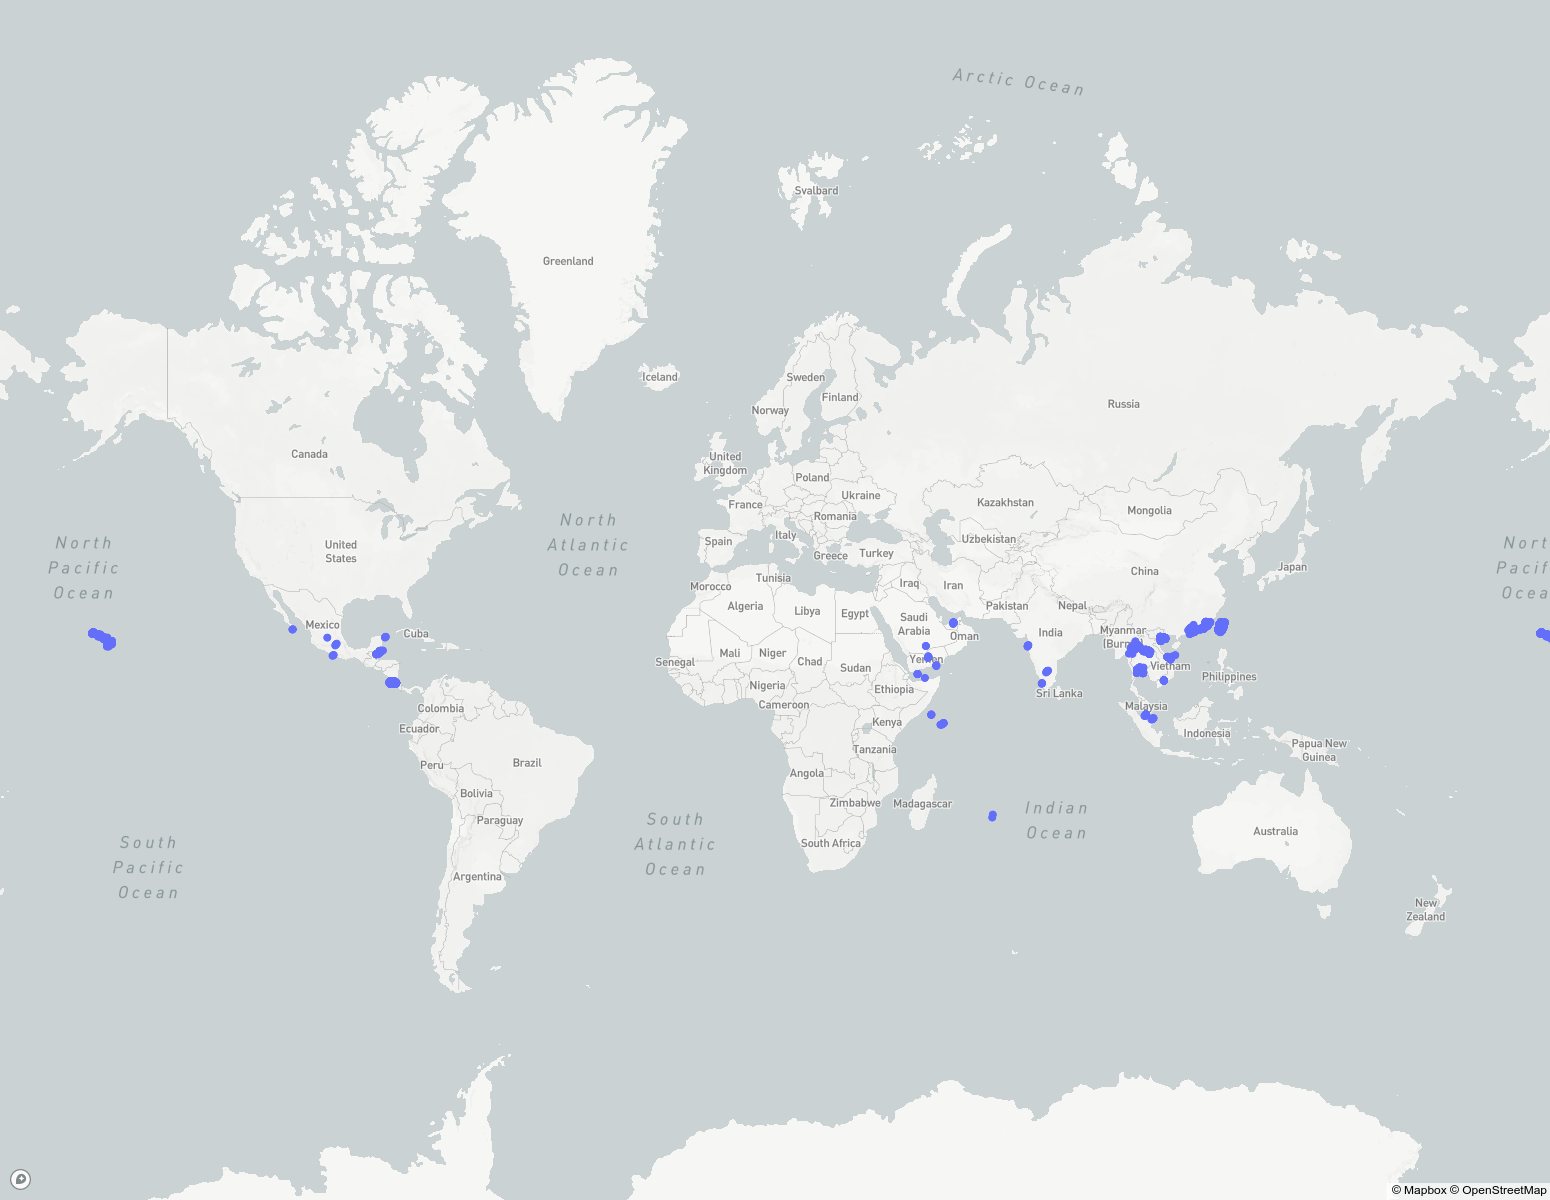 Arctic Ocean
Svalbard
Greenland
Iceland
Sweden
Finland
Norway
Russia
Canada
United
Kingdom
Poland
Ukraine
France
Romania
Kazakhstan
Mongolia
North
Atlantic
Ocean
Italy
Spain
Greece
Turkey
Uzbekistan
North
Pacific
Ocean
United
States
Japan
China
Nort
Pacif
Ocea
Tunisia
Morocco
Iraq
Iran
Algeria
Libya
Egypt
Pakistan
Nepal
Saudi
Arabia
Mexico
Cuba
Oman
India
Myanmar
(Bur
Mali
Niger
Chad
Sudan
Senegal
Yemen
Vietnam
Philippines
Nigeria
Ethiopia
Sri Lanka
Cameroon
Colombia
Malaysia
Ecuador
Kenya
Indonesia
Tanzania
Papua New
Guinea
Peru
Brazil
Angola
Bolivia
Zimbabwe
Madagascar
Indian
Ocean
Paraguay
South
Atlantic
Ocean
South Africa
Australia
South
Pacific
Ocean
Argentina
New
Zealand
© Mapbox © OpenStreetMap